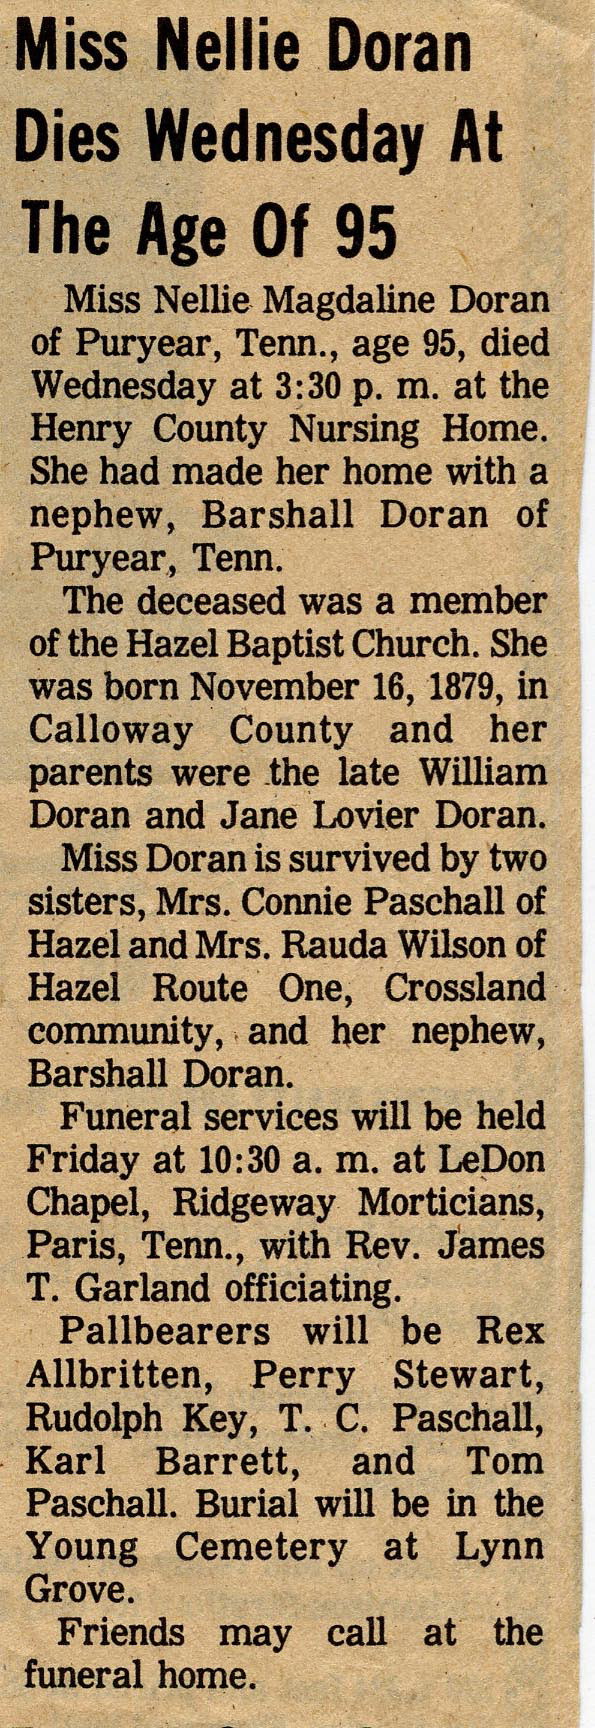 Miss Nellie Doran
Dies Wednesday At
The Age Of 95
Miss Nellie Magdaline Doran
of Puryear, Tenn., age 95, died
Wednesday at 3:30 p. m. at the
Henry County Nursing Home.
She had made her home with a
nephew, Barshall Doran of
Puryear, Tenn.
The deceased was a member
of the Hazel Baptist Church. She
was born November 16, 1879, in
Calloway County and her
parents were the late William
Doran and Jane Lovier Doran.
Miss Doran is survived by two
sisters, Mrs. Connie Paschall of
Hazel and Mrs. Rauda Wilson of
Hazel Route One, Crossland
community, and her nephew,
Barshall Doran.
Funeral services will be held
Friday at 10:30 a. m. at LeDon
Chapel, Ridgeway Morticians,
Paris, Tenn., with Rev. James
T. Garland officiating.
Pallbearers will be Rex
Allbritten, Perry Stewart,
Rudolph Key, T. C. Paschall,
Karl Barrett, and Tom
Paschall. Burial will be in the
Young Cemetery at Lynn
Grove.
Friends may call at the
funeral home.